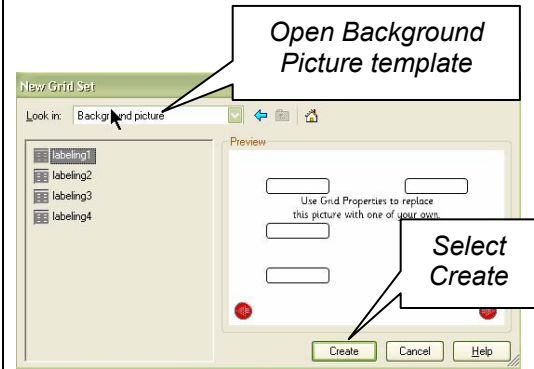 Open Background
Picture template
New Grid Set
Look in: Background picture
labeling1
labeling2
labeling3
labeling4
Preview
Use Grid Properties to replace
this picture with one of your own.
Select
Create
Create Cancel Help